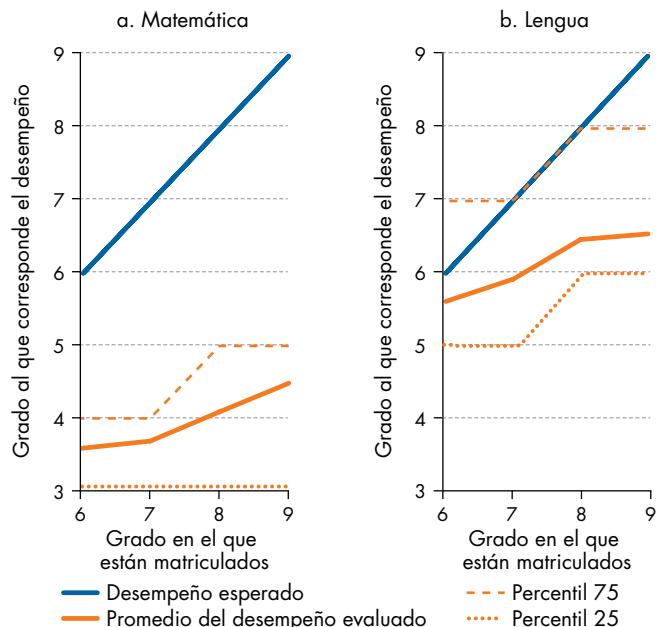 a. Matemática
Grado al que corresponde el desempeño
9
8
7
6
5
4
3
6 7 8 9
Grado en el que
están matriculados
b. Lengua
Grado al que corresponde el desempeño
9
8
7
6
5
4
3
6 7 8 9
Grado en el que
están matriculados
Desempeño esperado
Promedio del desempeño evaluado
Percentil 75
Percentil 25